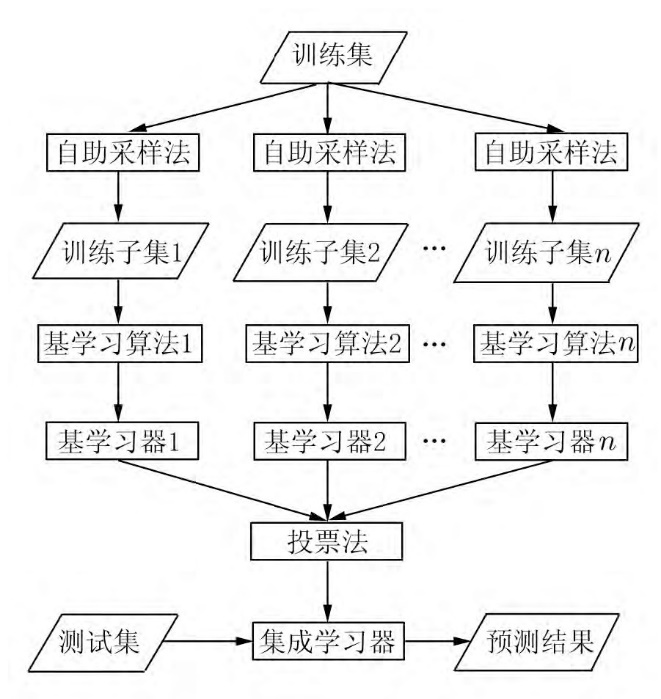 训练集
自助采样法 自助采样法 自助采样法
训练子集1 训练子集2 … 训练子集n
基学习算法1 基学习算法2 … 基学习算法n
基学习器1 基学习器2 … 基学习器n
投票法
测试集 集成学习器 预测结果